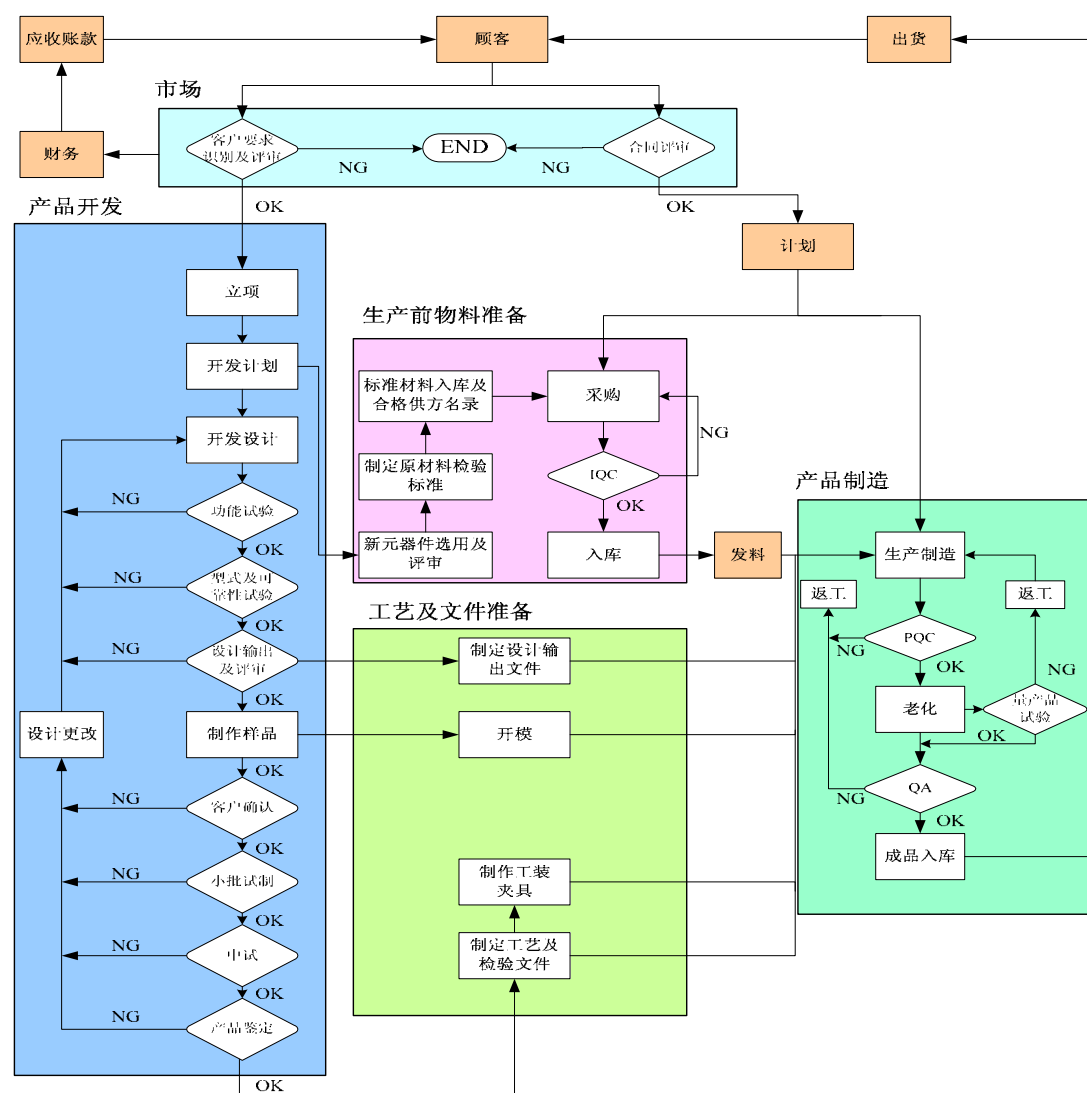 应收账款
顾客
出货
市场
客户要求
识别及评审
END
合同评审
NG
NG
财务
OK
OK
产品开发
计划
立项
生产前物料准备
开发计划
标准材料入库及
合格供方名录
采购
开发设计
NG
制定原材料检验
标准
IQC
产品制造
NG
功能试验
OK
OK
新元器件选用及
评审
入库
发料
生产制造
NG
型式及可
靠性试验
返工
返工
OK
工艺及文件准备
NG
设计输出
及评审
制定设计输
出文件
PQC
NG
OK
NG
OK
设计更改
制作样品
开模
老化
量产品
试验
OK
OK
NG
客户确认
QA
NG
OK
OK
NG
小批试制
制作工装
夹具
成品入库
OK
NG
中试
制定工艺及
检验文件
OK
NG
产品鉴定
OK